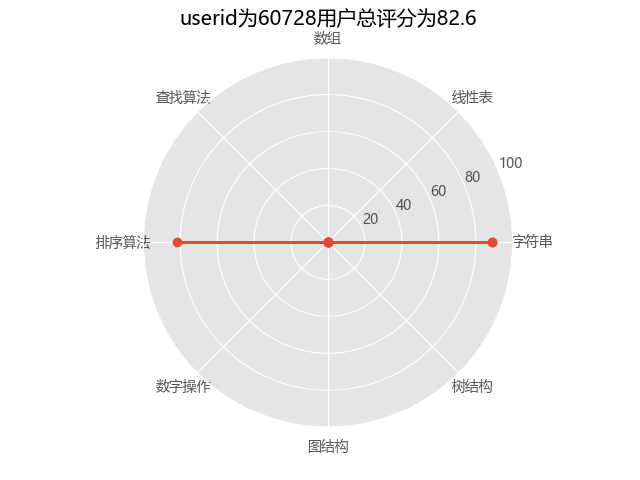 userid为60728用户总评分为82.6
数组
查找算法
线性表
100
80
60
40
20
排序算法
字符串
数字操作
树结构
图结构